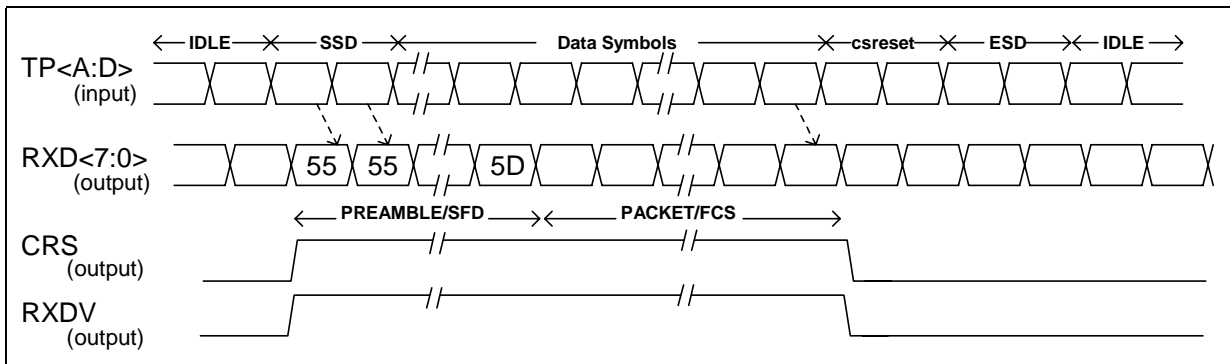 IDLE SSD Data Symbols csreset ESD IDLE
TP<A:D>
(input)
RXD<7:0> 55 55 5D
(output)
PREAMBLE/SFD PACKET/FCS
CRS
(output)
RXDV
(output)